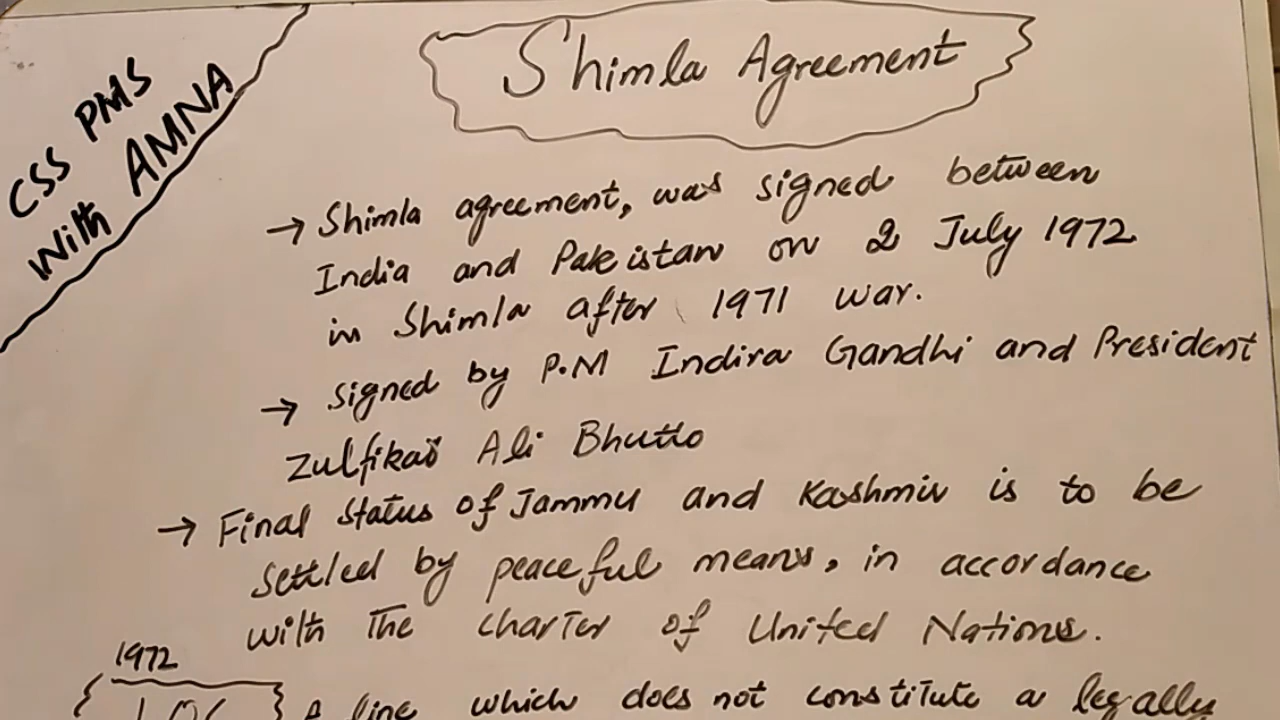 CSS PMS
With AMNA
Shimla Agreement
→ Shimla agreement, was signed between
India and Pakistan on 2 July 1972
in Shimla after 1971 war.
→ signed by P.M Indira Gandhi and President
Zulfikar Ali Bhutto
→ Final status of Jammu and Kashmir is to be
settled by peaceful means, in accordance
with The charter of United Nations.
1972
LOC A line which does not constitute a legally